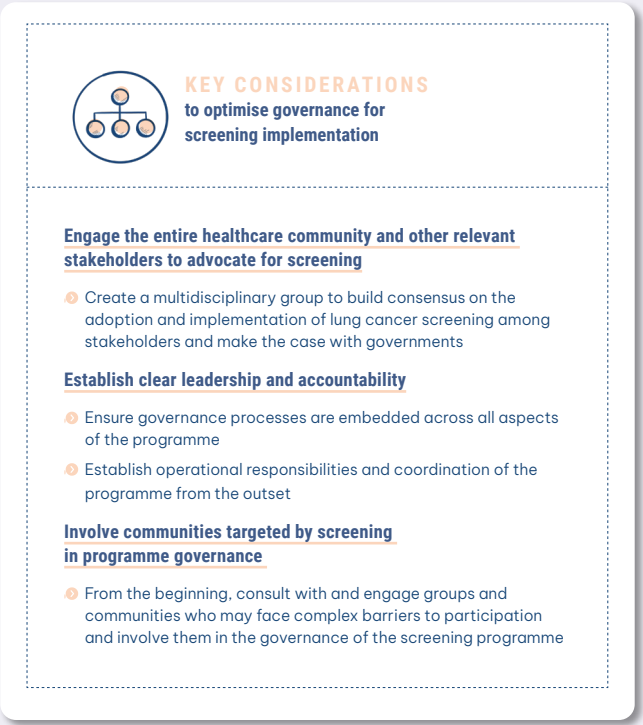 KEY CONSIDERATIONS
to optimise governance for
screening implementation
Engage the entire healthcare community and other relevant
stakeholders to advocate for screening
Create a multidisciplinary group to build consensus on the
adoption and implementation of lung cancer screening among
stakeholders and make the case with governments
Establish clear leadership and accountability
Ensure governance processes are embedded across all aspects
of the programme
Establish operational responsibilities and coordination of the
programme from the outset
Involve communities targeted by screening
in programme governance
From the beginning, consult with and engage groups and
communities who may face complex barriers to participation
and involve them in the governance of the screening programme